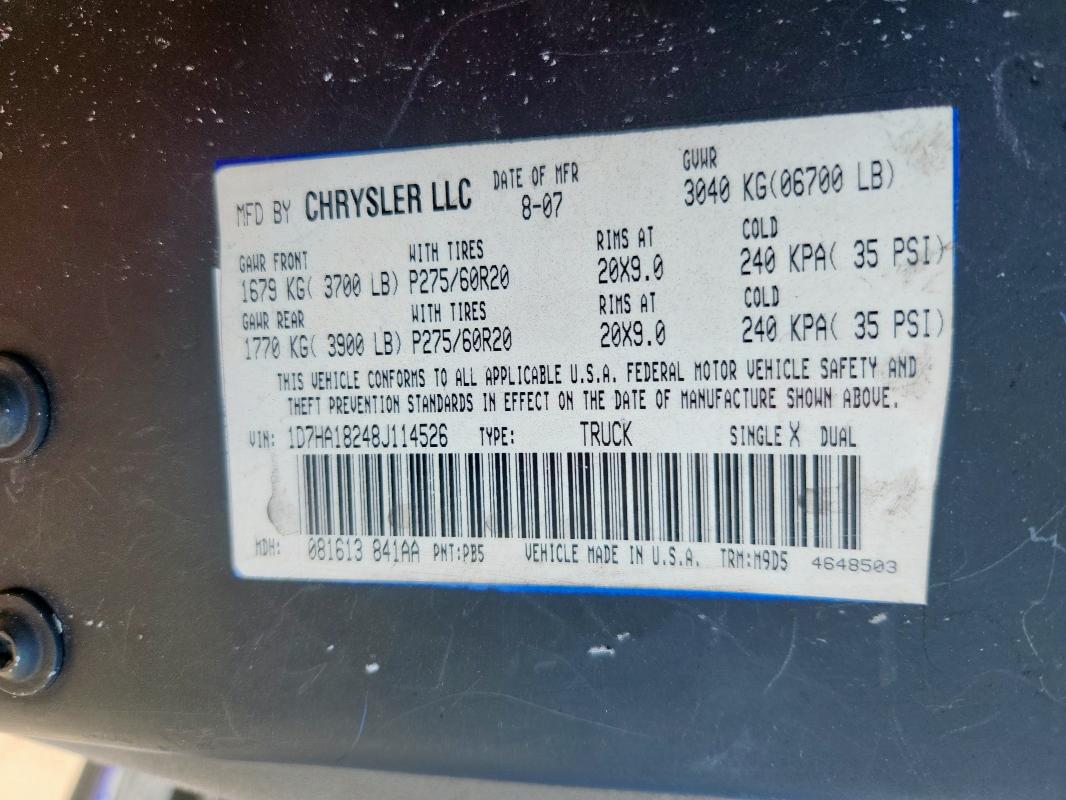 MFD BY CHRYSLER LLC DATE OF MFR 8-07 GVWR 3040 KG(06700 LB)
GAWR FRONT WITH TIRES RIMS AT COLD
1679 KG( 3700 LB) P275/60R20 20X9.0 240 KPA( 35 PSI)
GAWR REAR WITH TIRES RIMS AT COLD
1770 KG( 3900 LB) P275/60R20 20X9.0 240 KPA( 35 PSI)
THIS VEHICLE CONFORMS TO ALL APPLICABLE U.S.A. FEDERAL MOTOR VEHICLE SAFETY AND
THEFT PREVENTION STANDARDS IN EFFECT ON THE DATE OF MANUFACTURE SHOWN ABOVE.
VIN: 1D7HA18248J114526 TYPE: TRUCK SINGLE X DUAL
MDH: 081613 841AA PNT:PB5 VEHICLE MADE IN U.S.A. TRM:M9D5 4648503